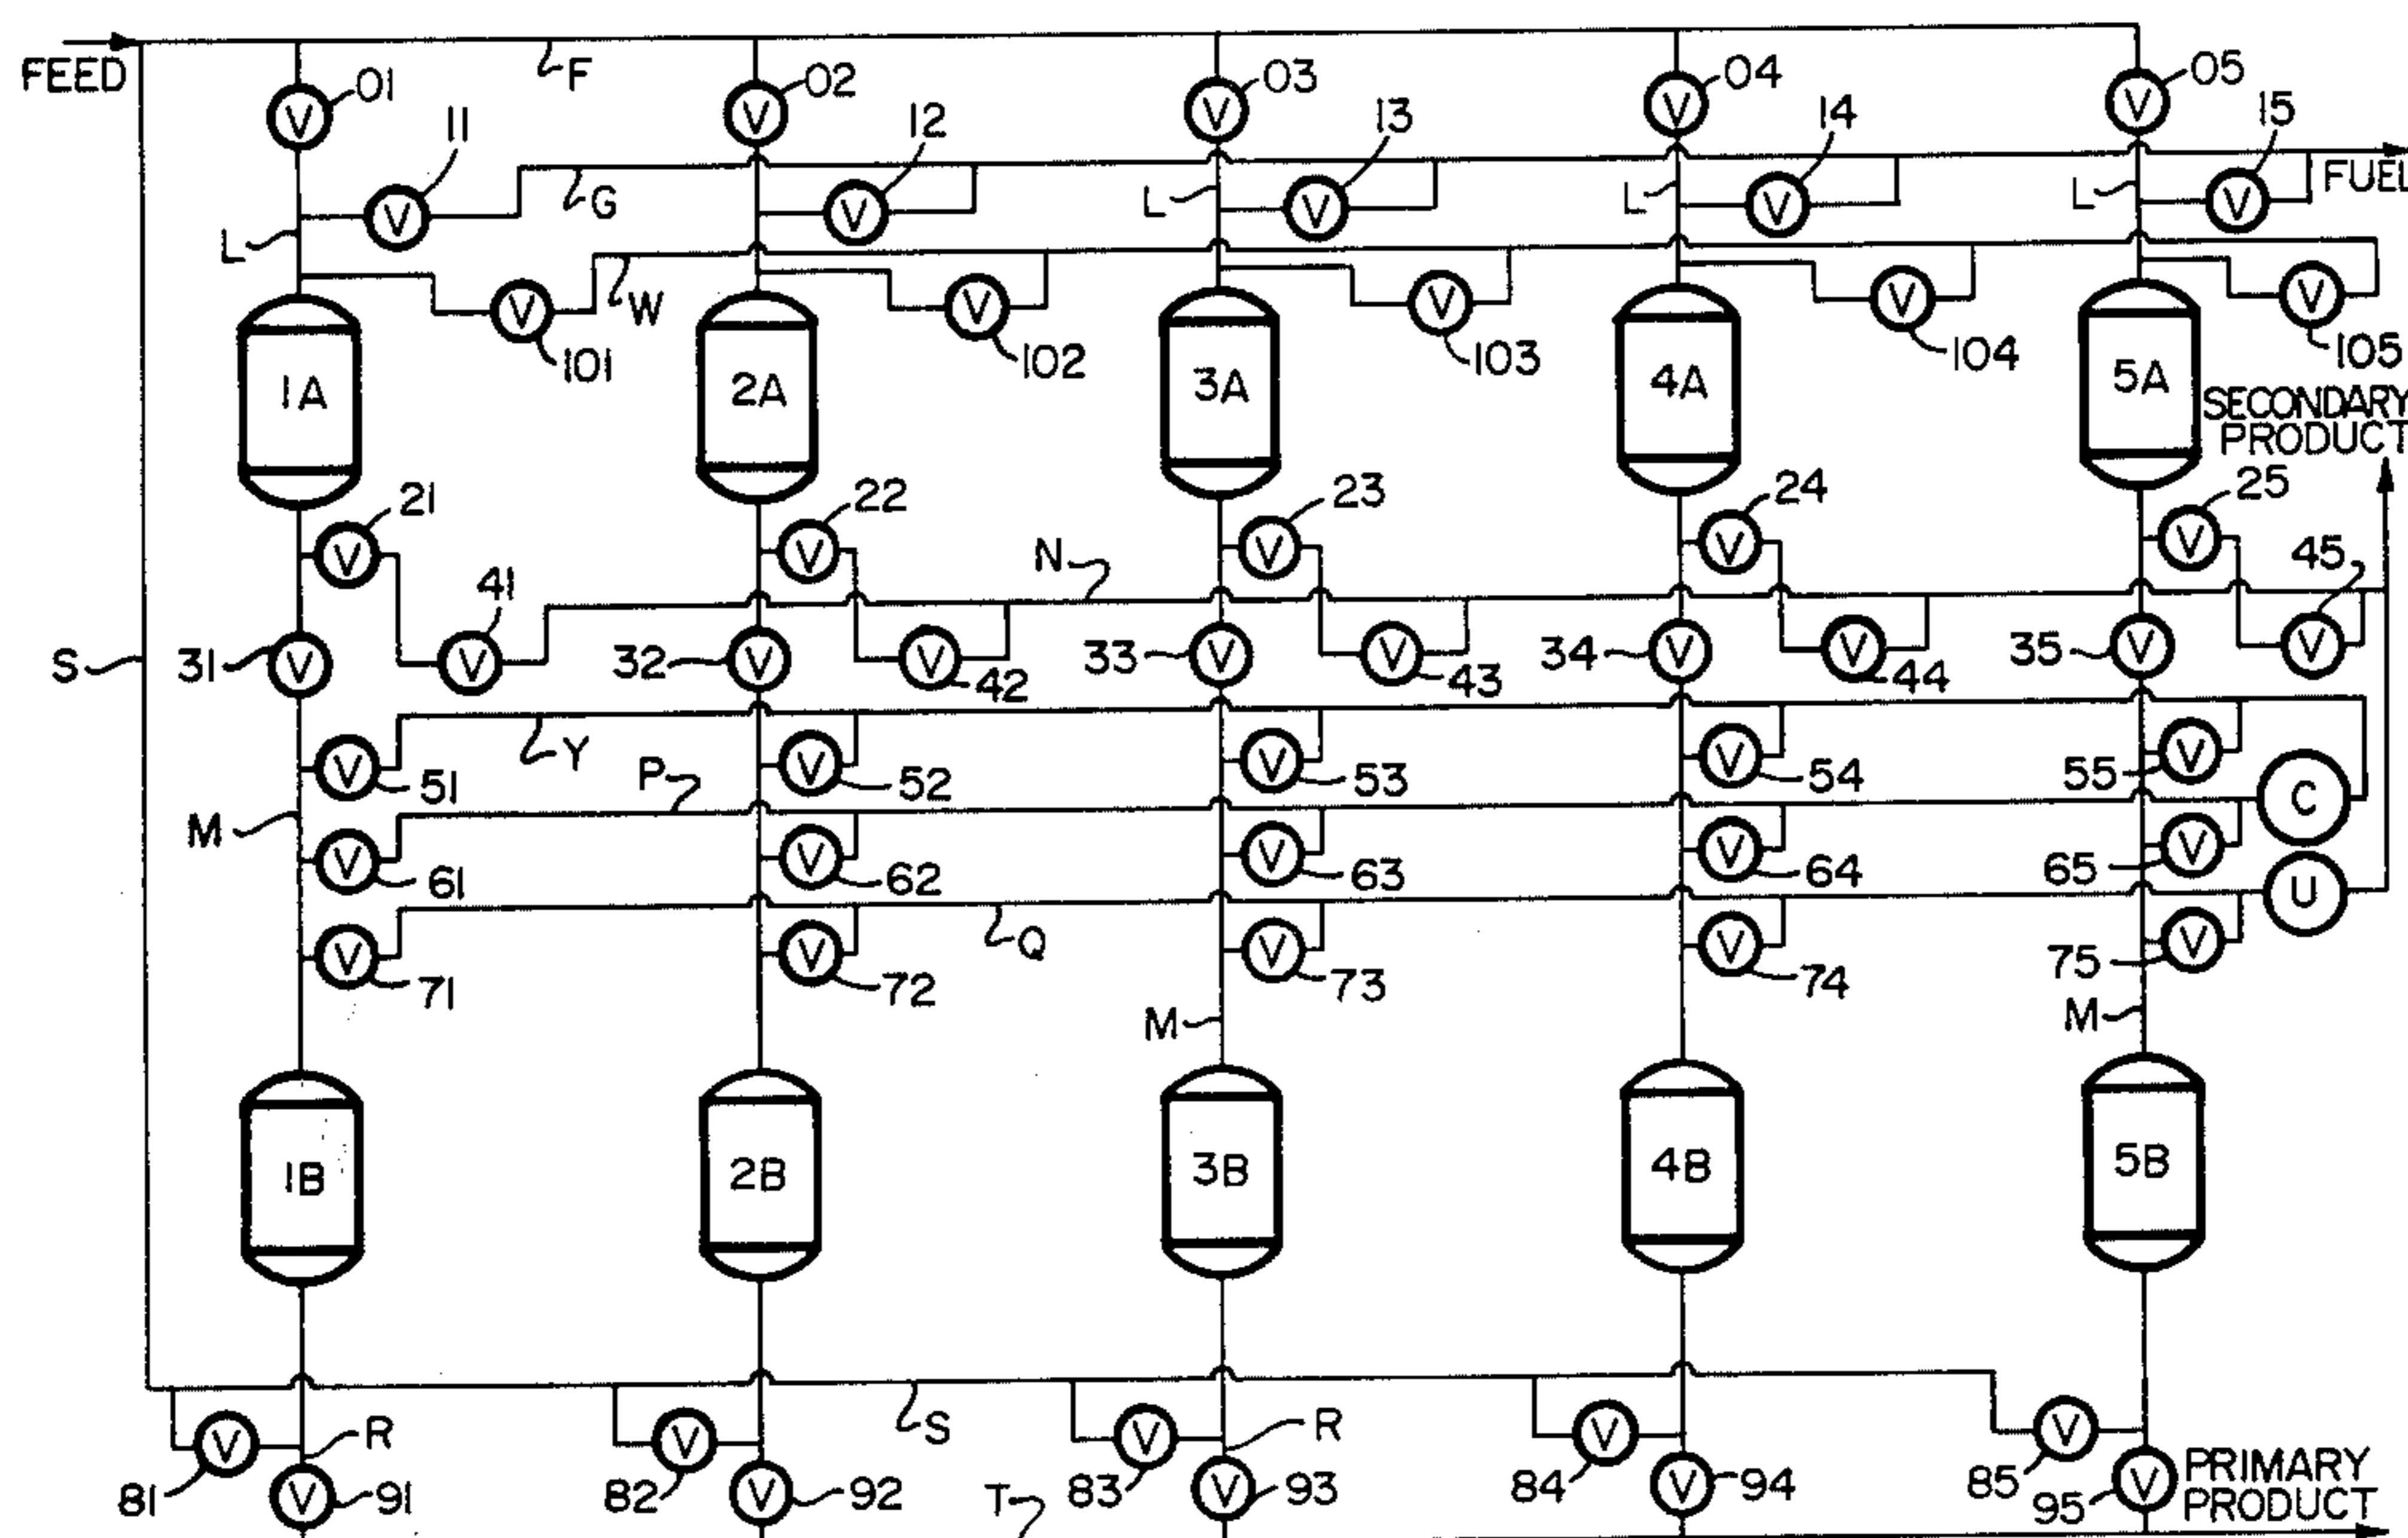 FEED
F
01
02
03
04
05
11
12
13
14
15
V V V V V
V V V V V
G
L
L
L
L
FUEL
W
V V V V V
101
102
103
104
105
1A
2A
3A
4A
5A
SECONDARY
PRODUCT
21
22
23
24
25
V V V V V
41
N
45
S
31
V
V
32
V
V
42
33
V
V
43
34
V
V
44
35
V
V
Y
V V V V V
51
P
52
53
54
55
C
M
V V V V V
61
62
63
64
65
U
V V V V V
71
72
Q
73
74
75
M
M
1B
2B
3B
4B
5B
V
R
V
S
V
R
V
V
81
V
91
82
V
92
T
83
V
93
84
V
94
85
V
95
PRIMARY
PRODUCT